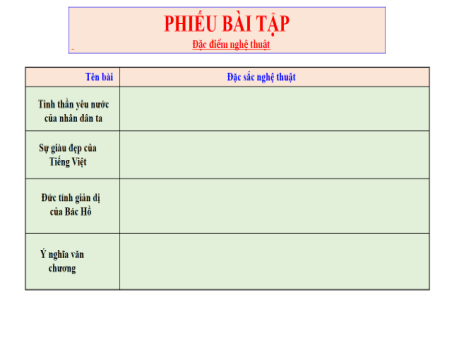 PHIẾU BÀI TẬP
Đặc điểm nghệ thuật
Tên bài
Đặc sắc nghệ thuật
Tinh thần yêu nước
của nhân dân ta
Sự giàu đẹp của
Tiếng Việt
Đức tính giản dị
của Bác Hồ
Ý nghĩa văn
chương